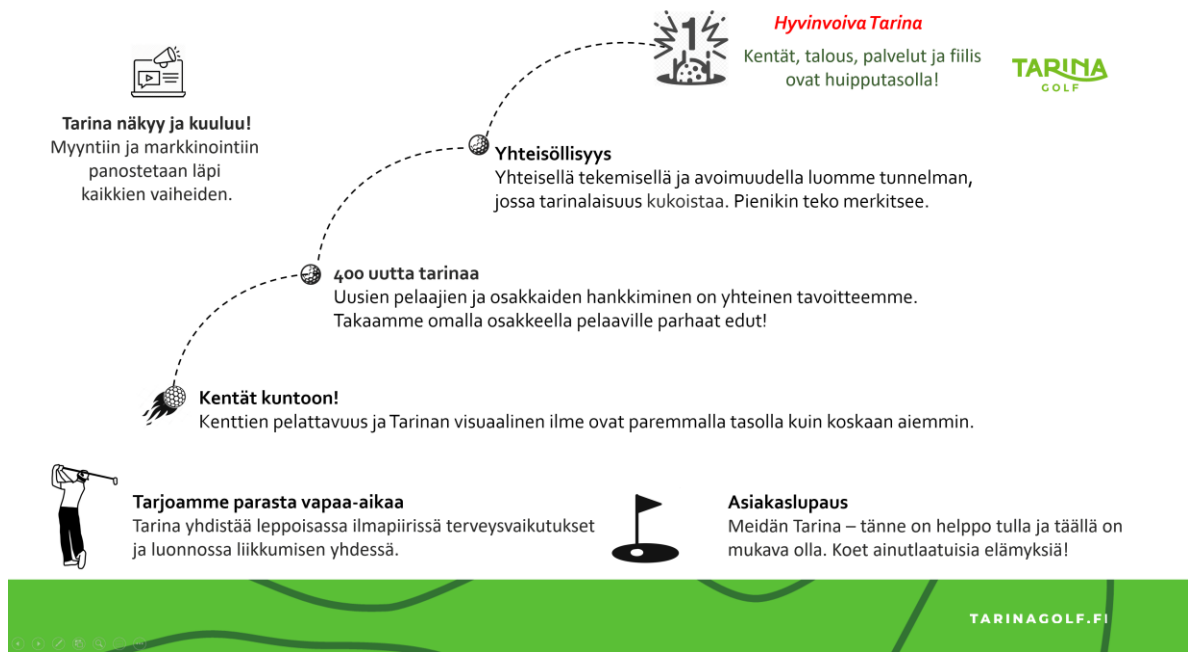 1
Hyvinvoiva Tarina
Kentät, talous, palvelut ja fiilis
ovat huipputasolla!
TARINA
GOLF
Tarina näkyy ja kuuluu!
Myyntiin ja markkinointiin
panostetaan läpi
kaikkien vaiheiden.
Yhteisöllisyys
Yhteisellä tekemisellä ja avoimuudella luomme tunnelman,
jossa tarinalaisuus kukoistaa. Pienikin teko merkitsee.
400 uutta tarinaa
Uusien pelaajien ja osakkaiden hankkiminen on yhteinen tavoitteemme.
Takaamme omalla osakkeella pelaaville parhaat edut!
Kentät kuntoon!
Kenttien pelattavuus ja Tarinan visuaalinen ilme ovat paremmalla tasolla kuin koskaan aiemmin.
Tarjoamme parasta vapaa-aikaa
Tarina yhdistää leppoisassa ilmapiirissä terveysvaikutukset
ja luonnossa liikkumisen yhdessä.
Asiakaslupaus
Meidän Tarina – tänne on helppo tulla ja täällä on
mukava olla. Koet ainutlaatuisia elämyksiä!
TARINAGOLF.FI